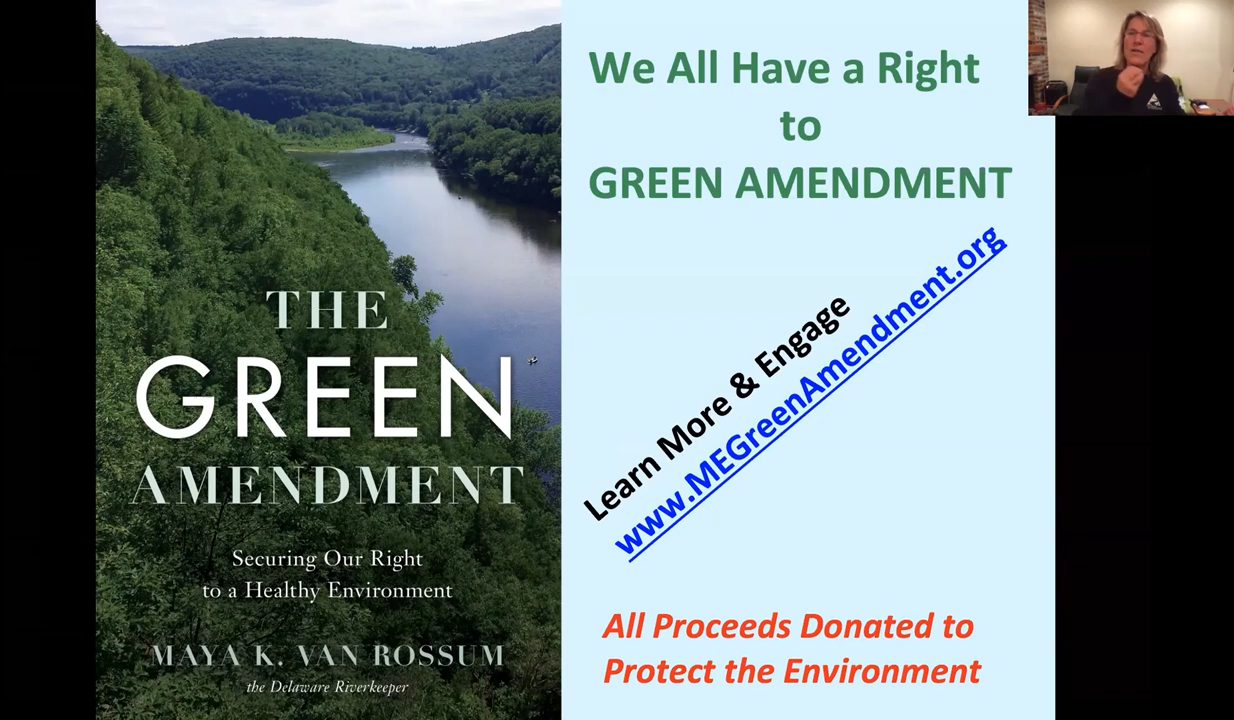 THE
GREEN
AMENDMENT
Securing Our Right
to a Healthy Environment
MAYA K. VAN ROSSUM
the Delaware Riverkeeper
We All Have a Right
to
GREEN AMENDMENT
Learn More & Engage
www.MEGreenAmendment.org
All Proceeds Donated to
Protect the Environment